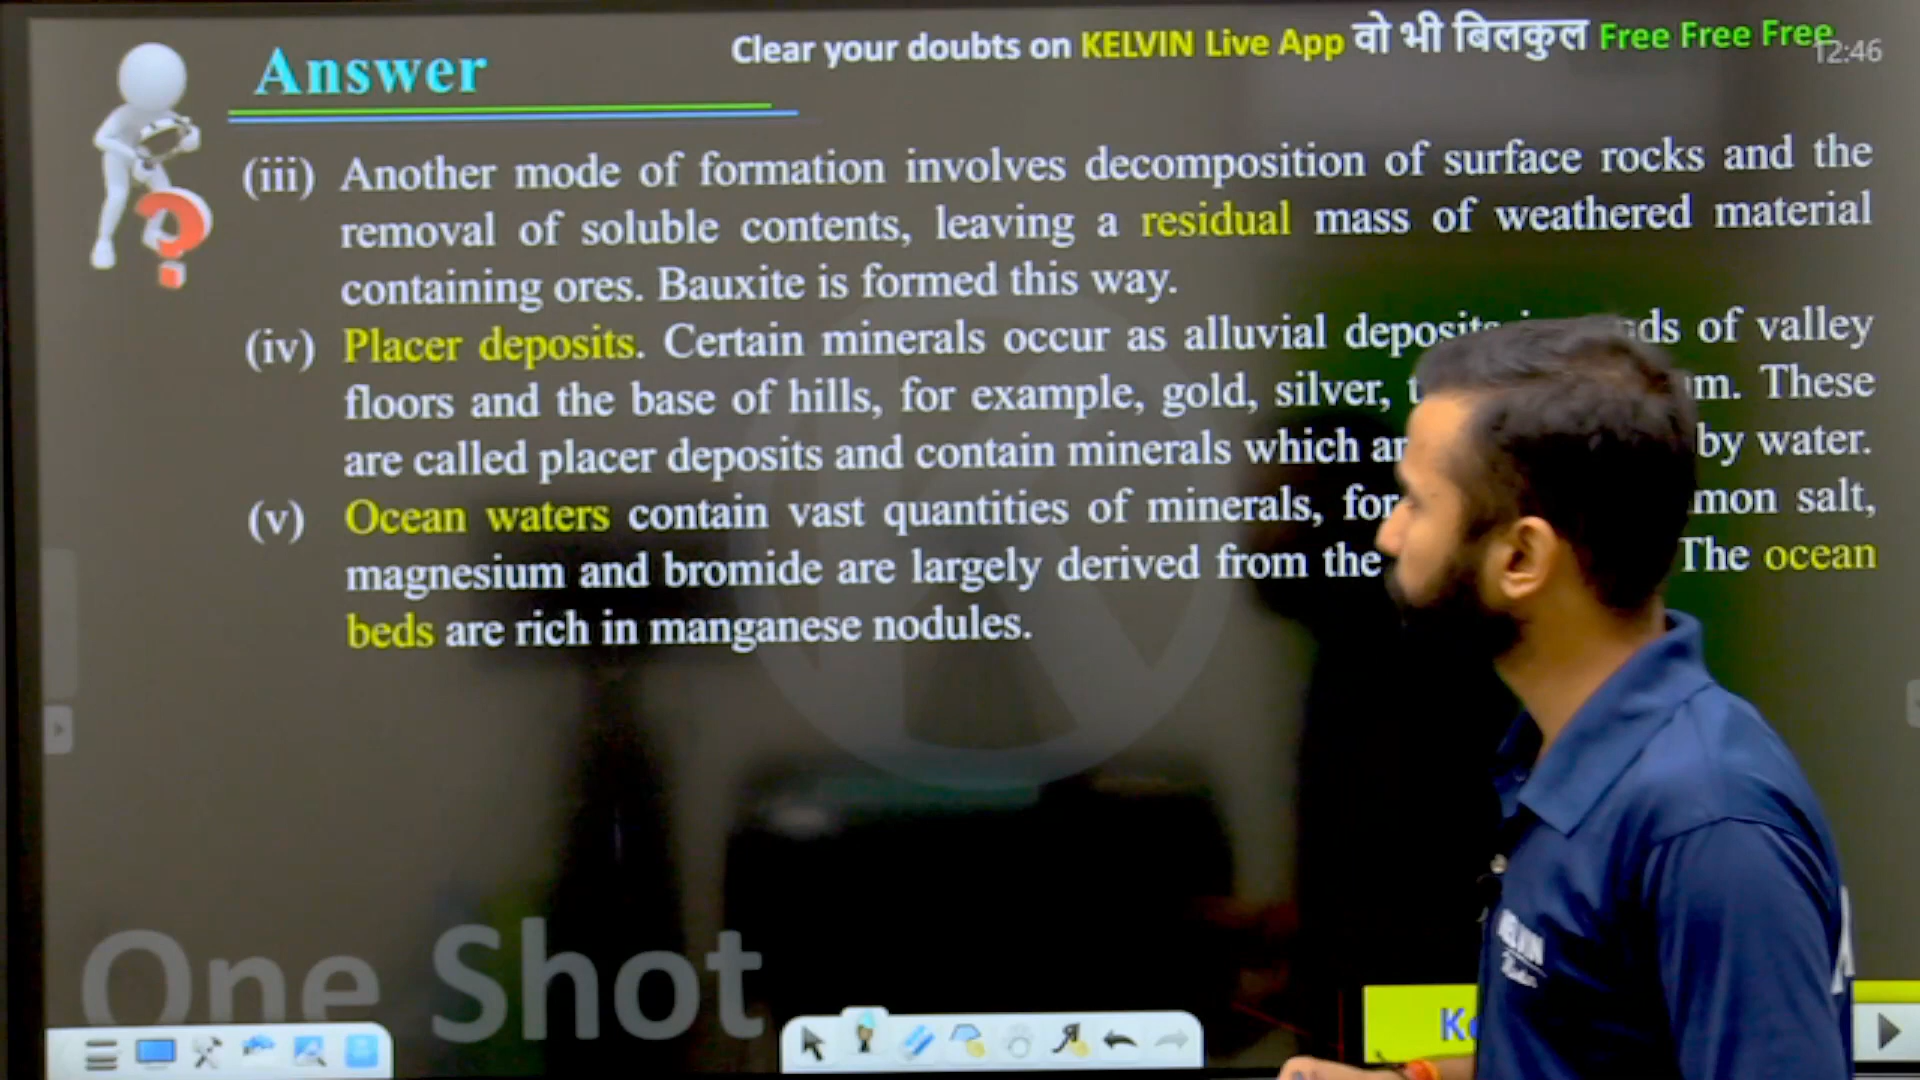 Answer
Clear your doubts on KELVIN Live App वो भी बिलकुल Free Free Free
12:46
(iii) Another mode of formation involves decomposition of surface rocks and the
removal of soluble contents, leaving a residual mass of weathered material
containing ores. Bauxite is formed this way.
(iv) Placer deposits. Certain minerals occur as alluvial deposits of valley
floors and the base of hills, for example, gold, silver, These
are called placer deposits and contain minerals which by water.
(v) Ocean waters contain vast quantities of minerals, for salt,
magnesium and bromide are largely derived from the The ocean
beds are rich in manganese nodules.
One Shot
KELVIN